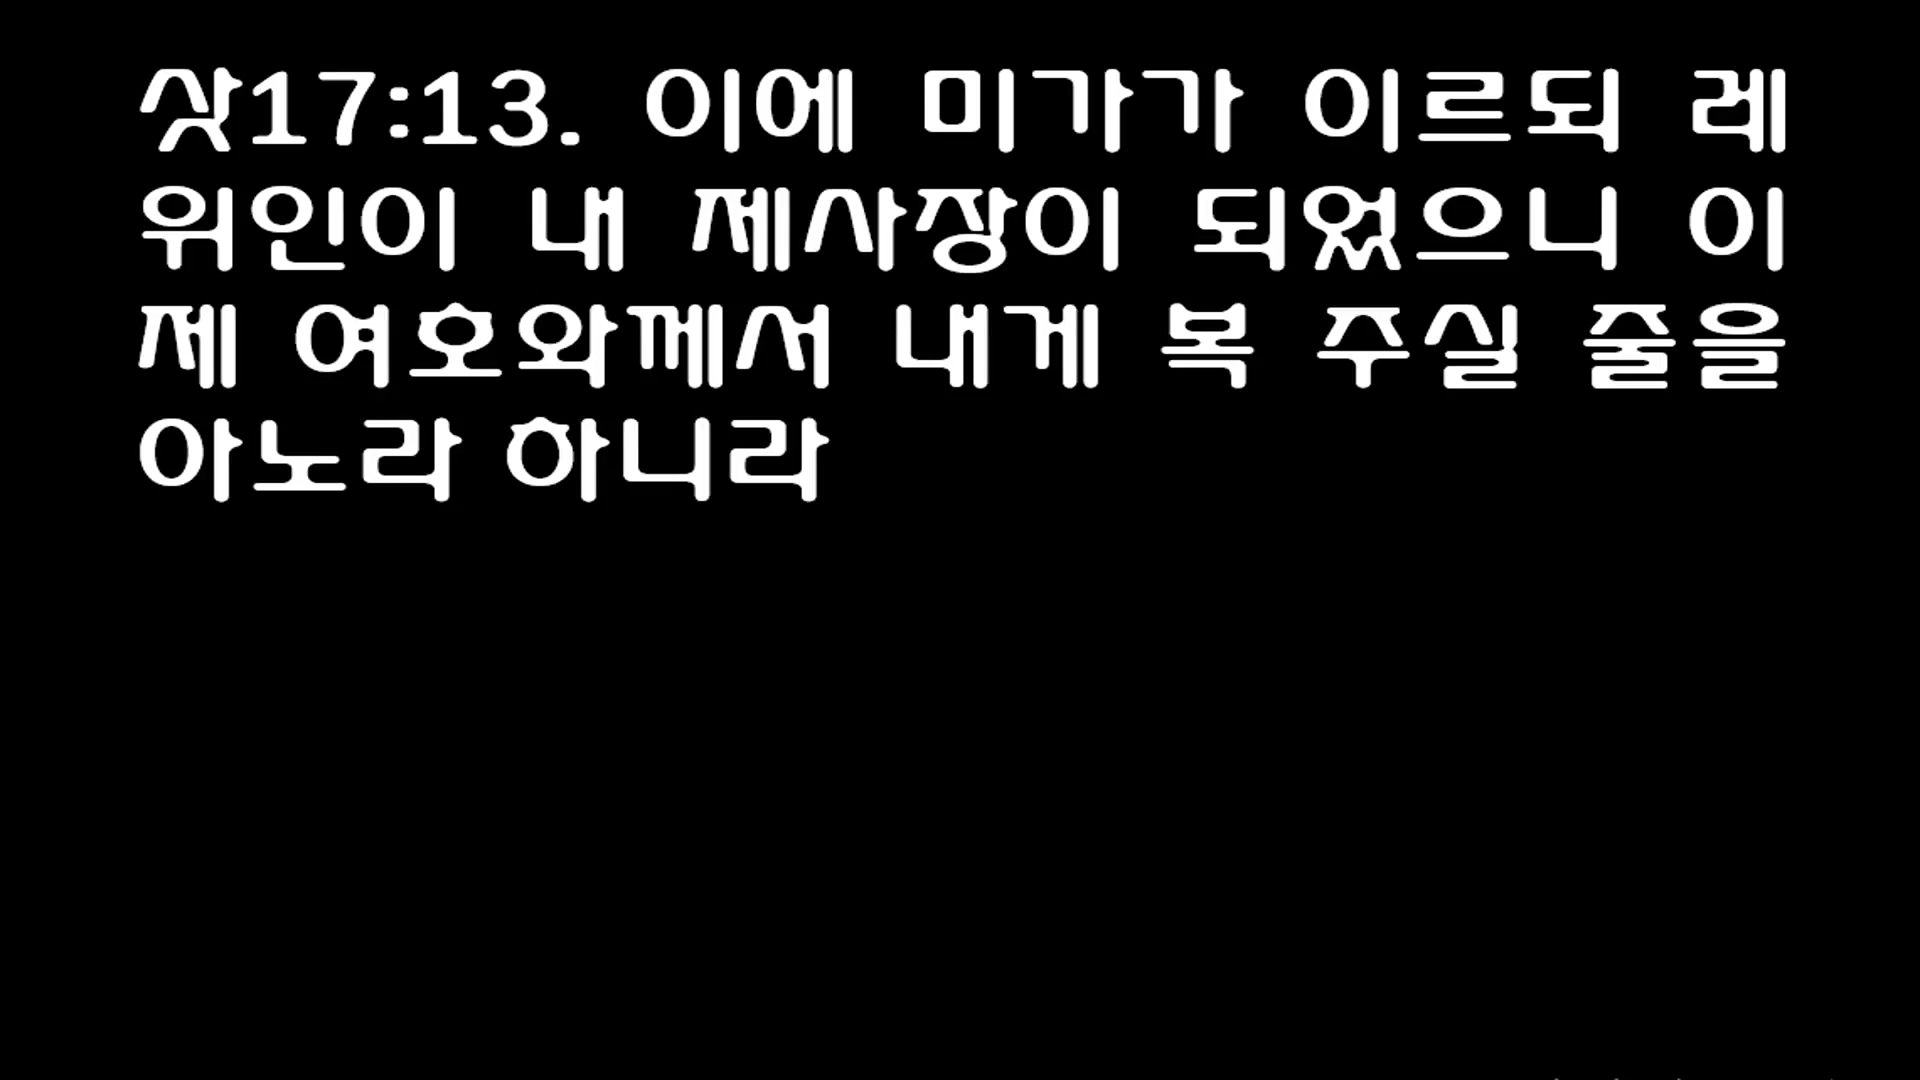 삿17:13. 이에 미가가 이르되 레
위인이 내 제사장이 되었으니 이
제 여호와께서 내게 복 주실 줄을
아노라 하니라